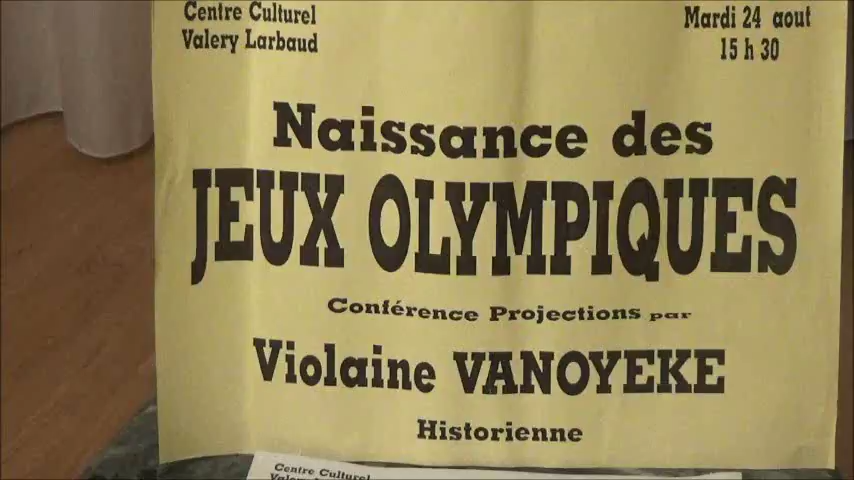 Centre Culturel
Valery Larbaud
Mardi 24 aout
15 h 30
Naissance des
JEUX OLYMPIQUES
Conférence Projections par
Violaine VANOYEKE
Historienne
Centre Culturel